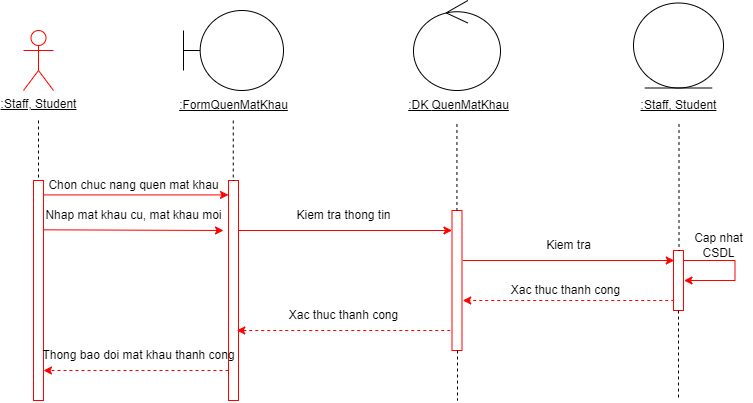 :Staff, Student
:FormQuenMatKhau
:DK QuenMatKhau
:Staff, Student
Chon chuc nang quen mat khau
Nhap mat khau cu, mat khau moi
Kiem tra thong tin
Kiem tra
Cap nhat
CSDL
Xac thuc thanh cong
Xac thuc thanh cong
Thong bao doi mat khau thanh cong